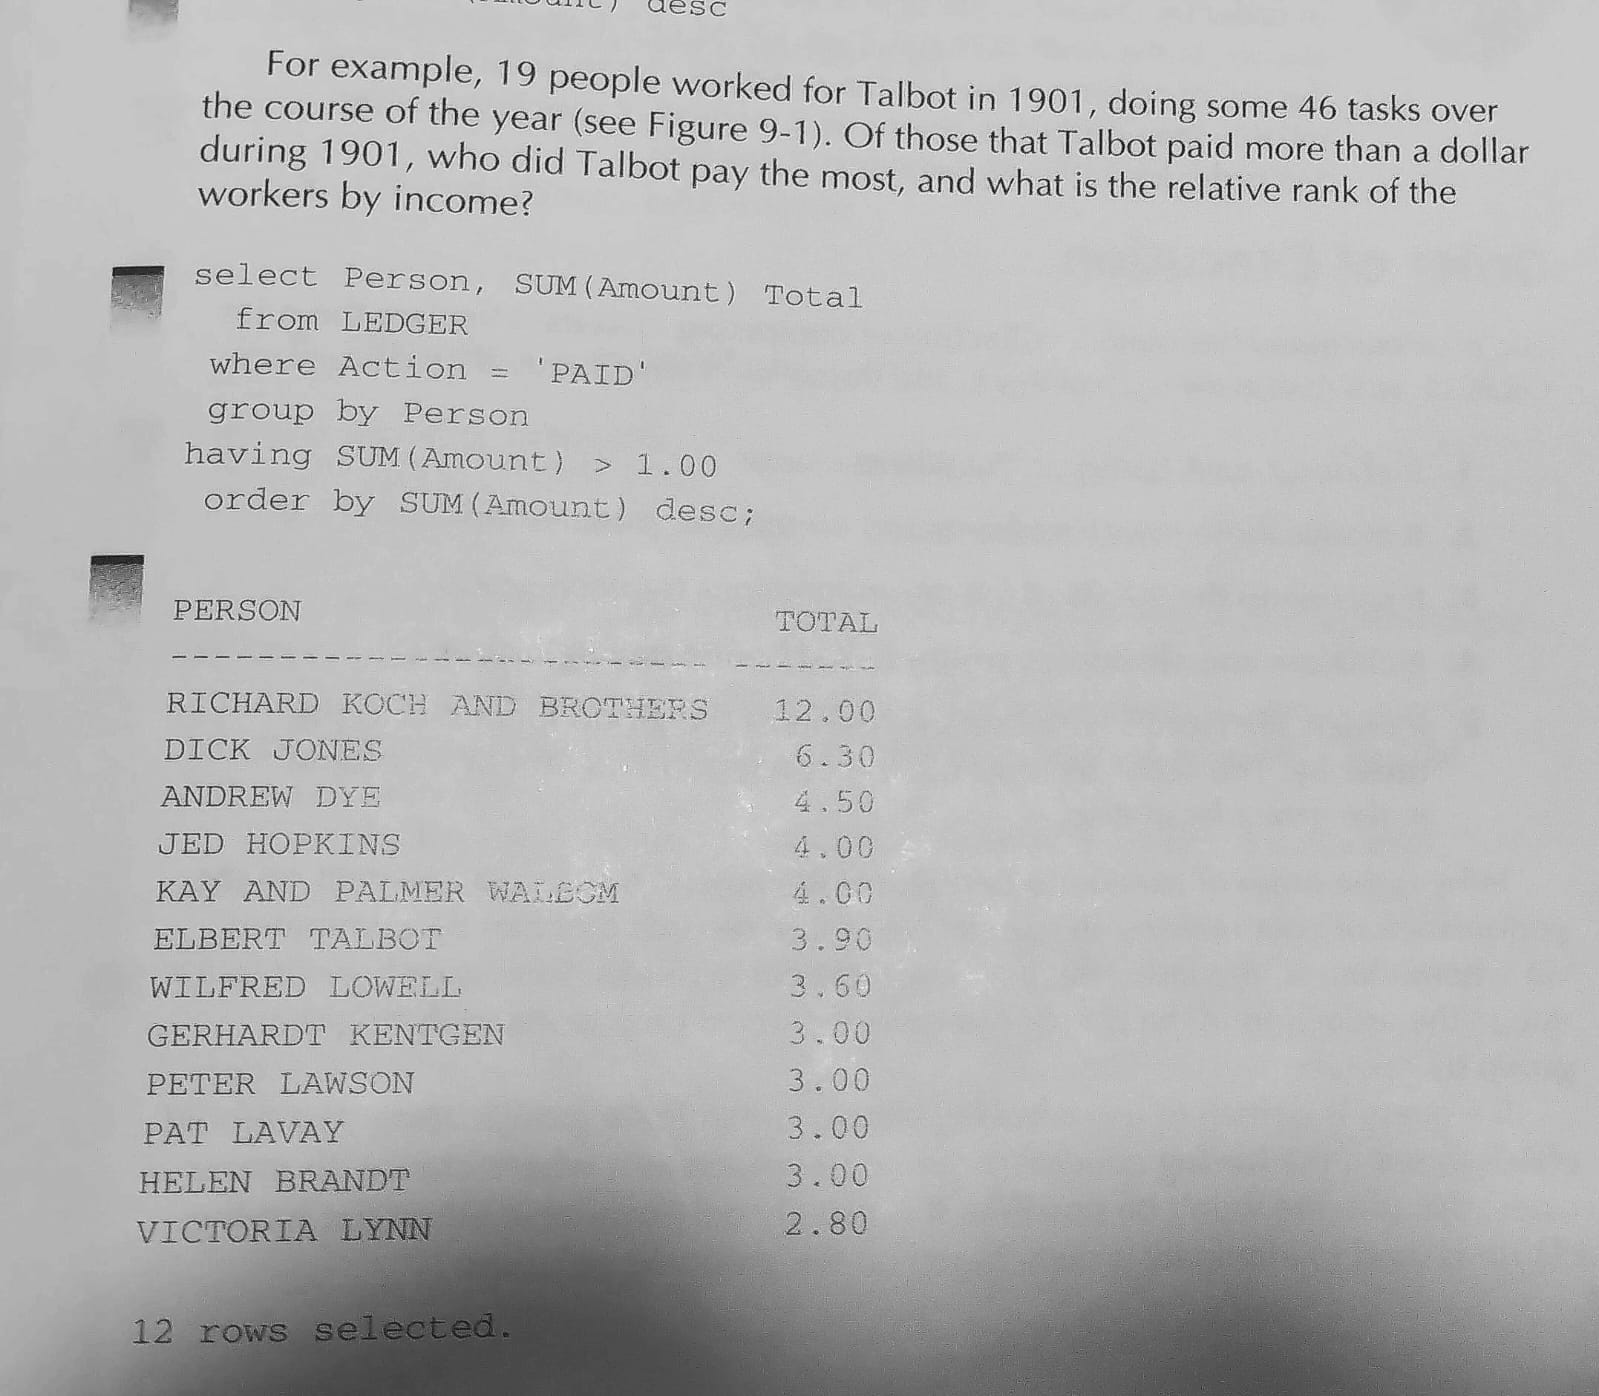 desc
For example, 19 people worked for Talbot in 1901, doing some 46 tasks over
the course of the year (see Figure 9-1). Of those that Talbot paid more than a dollar
during 1901, who did Talbot pay the most, and what is the relative rank of the
workers by income?
select Person, SUM(Amount) Total
from LEDGER
where Action = 'PAID'
group by Person
having SUM(Amount) > 1.00
order by SUM(Amount) desc;
PERSON TOTAL
------------------------- -------
RICHARD KOCH AND BROTHERS 12.00
DICK JONES 6.30
ANDREW DYE 4.50
JED HOPKINS 4.00
KAY AND PALMER WALBOM 4.00
ELBERT TALBOT 3.90
WILFRED LOWELL 3.60
GERHARDT KENTGEN 3.00
PETER LAWSON 3.00
PAT LAVAY 3.00
HELEN BRANDT 3.00
VICTORIA LYNN 2.80
12 rows selected.